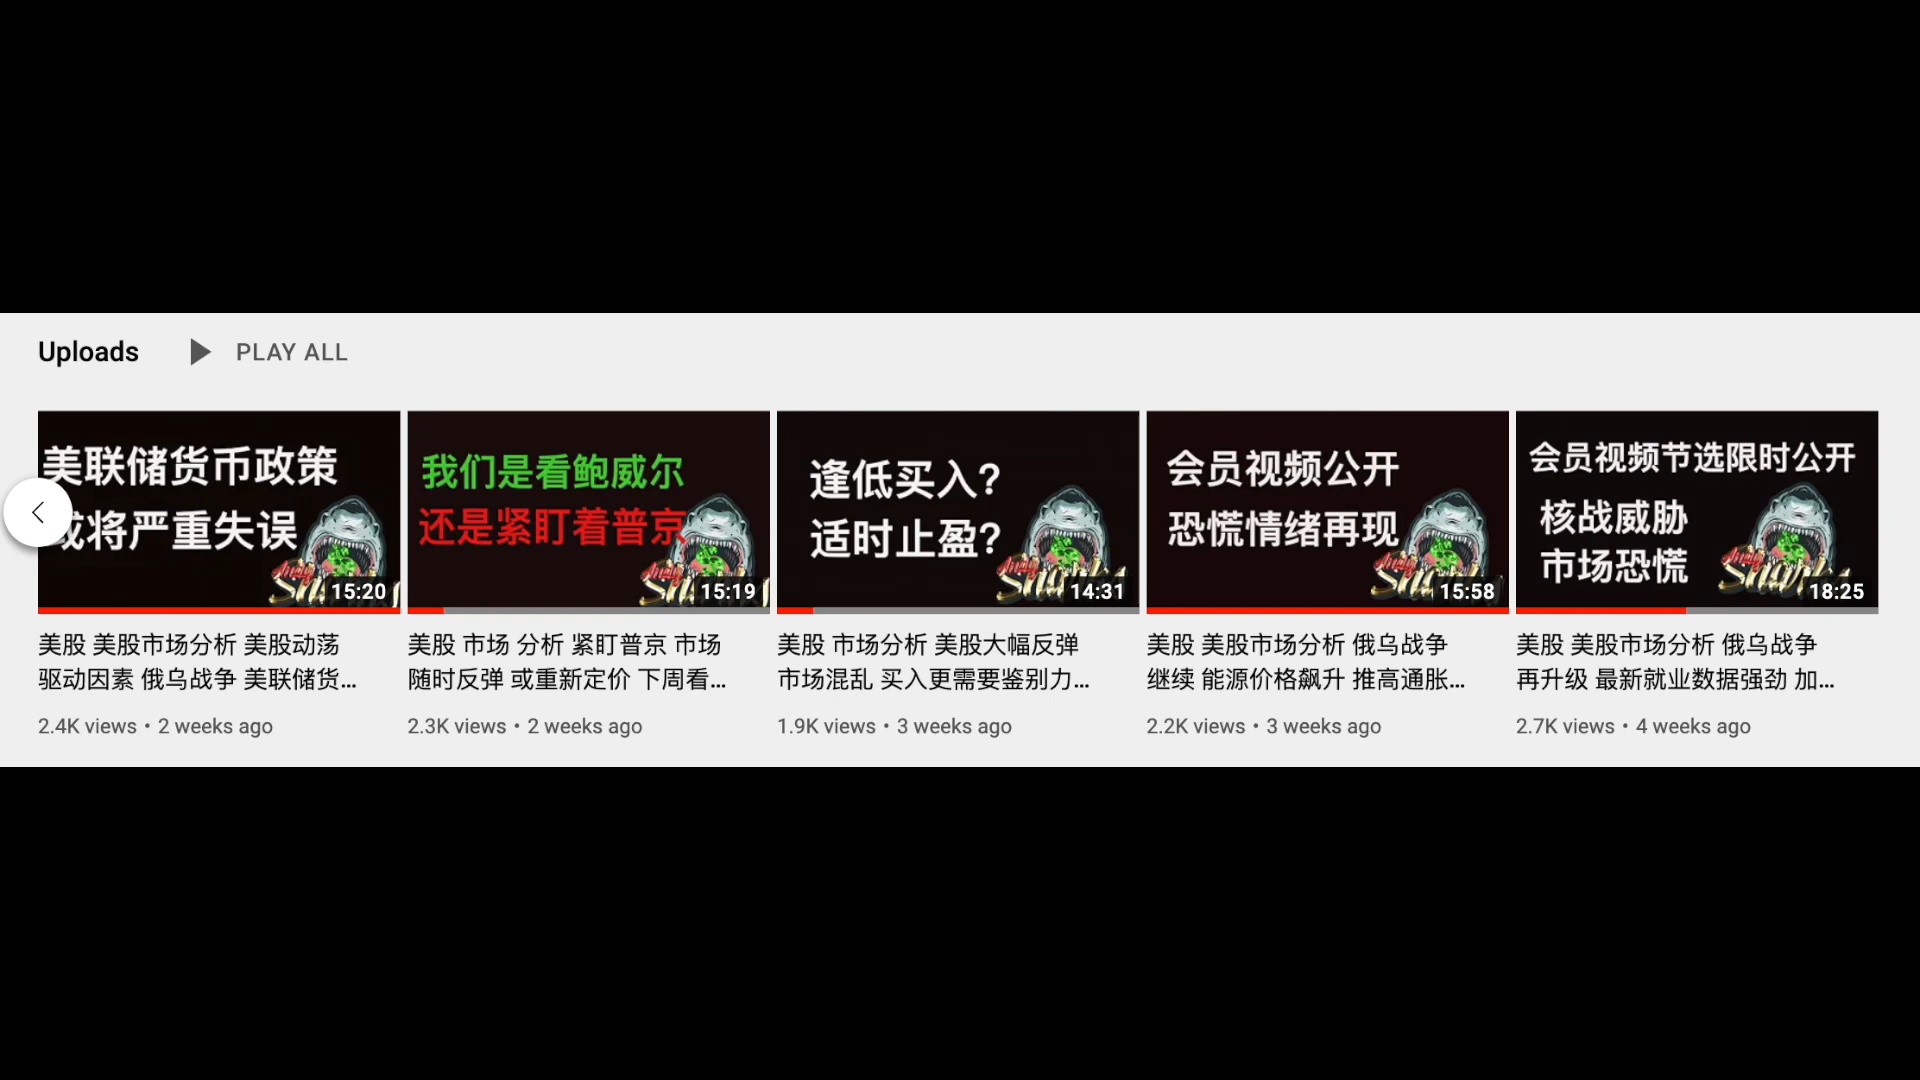 Uploads
PLAY ALL
美联储货币政策
或将严重失误
15:20
美股 美股市场分析 美股动荡
驱动因素 俄乌战争 美联储货...
2.4K views • 2 weeks ago
我们是看鲍威尔
还是紧盯着普京
15:19
美股 市场 分析 紧盯普京 市场
随时反弹 或重新定价 下周看...
2.3K views • 2 weeks ago
逢低买入?
适时止盈?
14:31
美股 市场分析 美股大幅反弹
市场混乱 买入更需要鉴别力...
1.9K views • 3 weeks ago
会员视频公开
恐慌情绪再现
15:58
美股 美股市场分析 俄乌战争
继续 能源价格飙升 推高通胀...
2.2K views • 3 weeks ago
会员视频节选限时公开
核战威胁
市场恐慌
18:25
美股 美股市场分析 俄乌战争
再升级 最新就业数据强劲 加...
2.7K views • 4 weeks ago